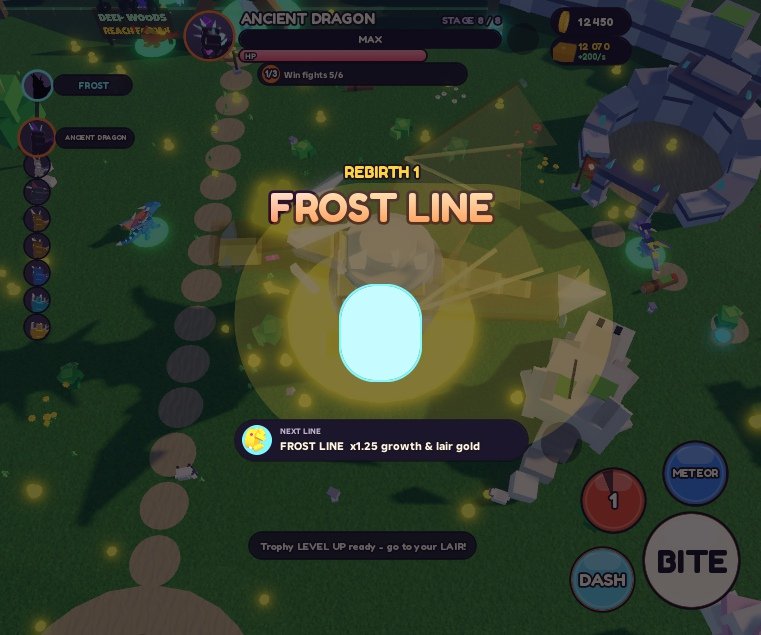 DEEP WOODS
ANCIENT DRAGON
STAGE 8 / 8
MAX
HP
1/3 Win fights 5/6
12 450
12 070
+200/s
FROST
ANCIENT DRAGON
REBIRTH 1
FROST LINE
NEXT LINE
FROST LINE x1.25 growth & lair gold
Trophy LEVEL UP ready - go to your LAIR!
1
METEOR
BITE
DASH